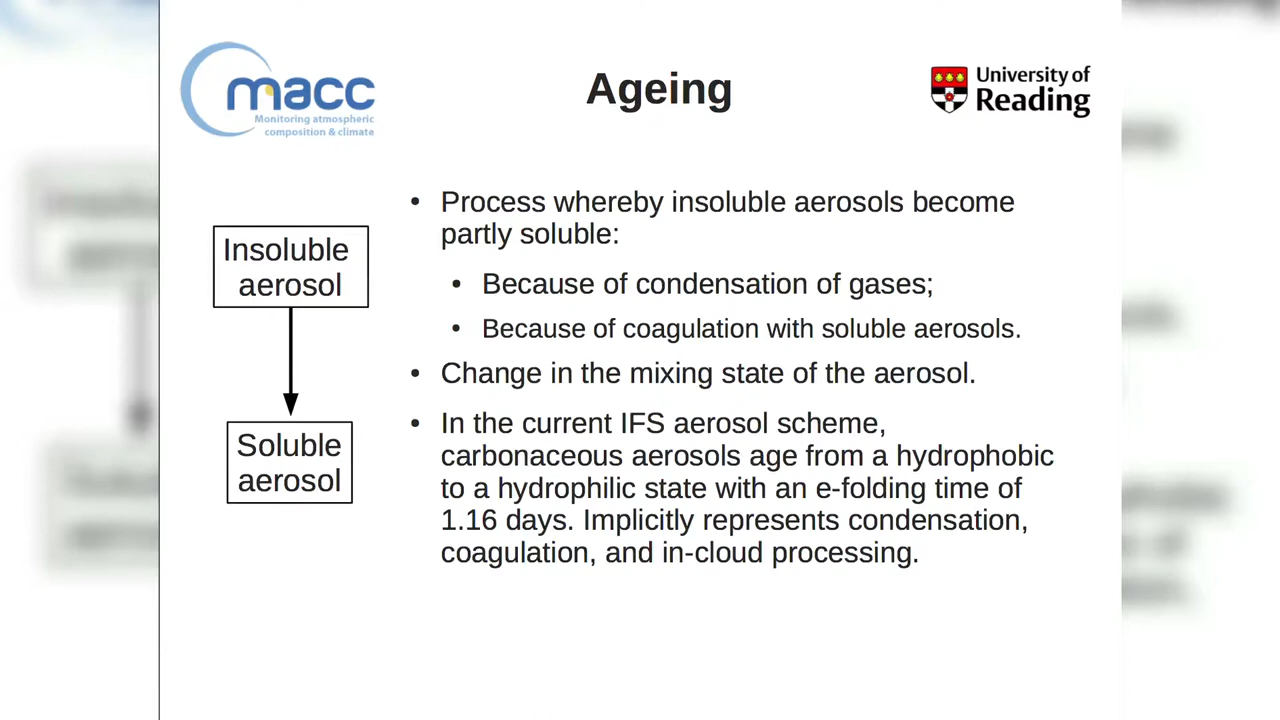 macc
Monitoring atmospheric
composition & climate
Ageing
University of
Reading
Insoluble
aerosol
Soluble
aerosol
• Process whereby insoluble aerosols become
partly soluble:
• Because of condensation of gases;
• Because of coagulation with soluble aerosols.
• Change in the mixing state of the aerosol.
• In the current IFS aerosol scheme,
carbonaceous aerosols age from a hydrophobic
to a hydrophilic state with an e-folding time of
1.16 days. Implicitly represents condensation,
coagulation, and in-cloud processing.